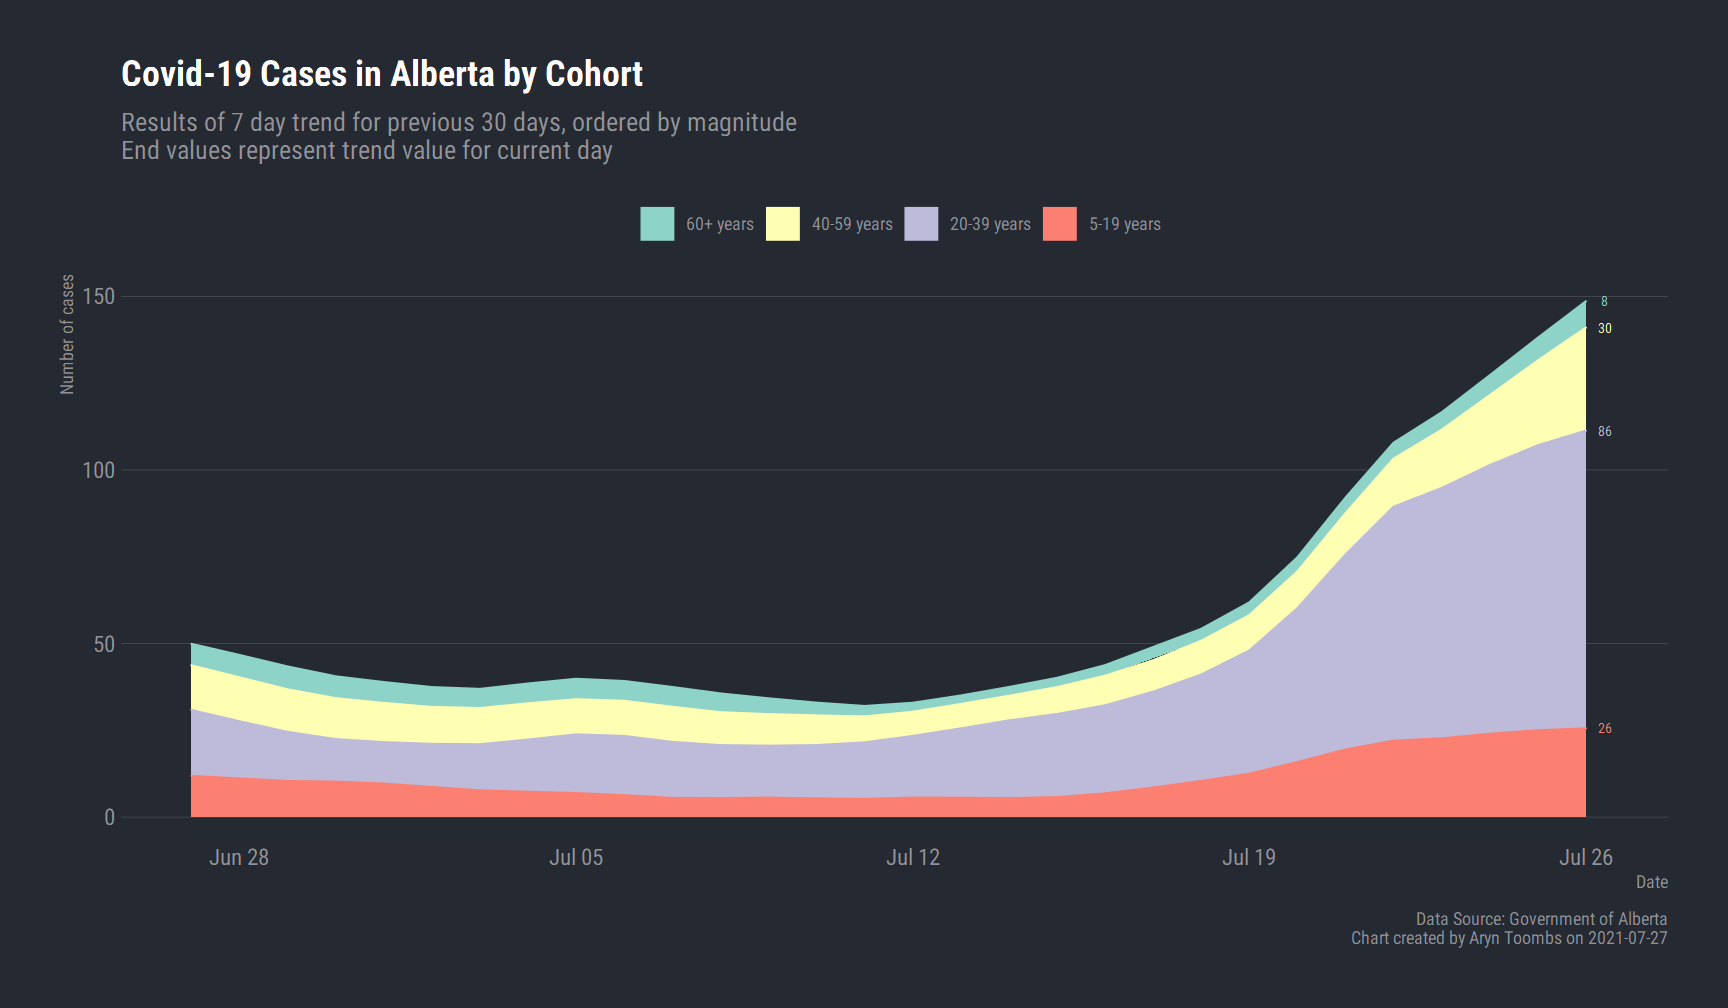 Covid-19 Cases in Alberta by Cohort
Results of 7 day trend for previous 30 days, ordered by magnitude
End values represent trend value for current day
60+ years 40-59 years 20-39 years 5-19 years
Number of cases
150
100
50
0
8
30
86
26
Jun 28 Jul 05 Jul 12 Jul 19 Jul 26
Date
Data Source: Government of Alberta
Chart created by Aryn Toombs on 2021-07-27